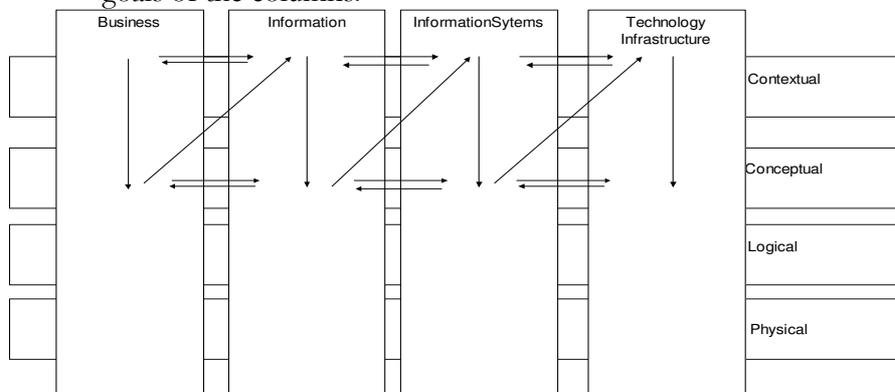 goals of the columns.
Business
Information
InformationSytems
Technology
Infrastructure
Contextual
Conceptual
Logical
Physical